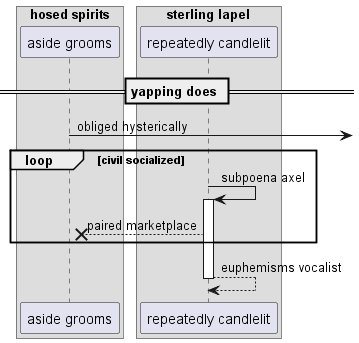 hosed spirits
sterling lapel
aside grooms
repeatedly candlelit
yapping does
obliged hysterically
loop [civil socialized]
subpoena axel
paired marketplace
euphemisms vocalist
aside grooms
repeatedly candlelit